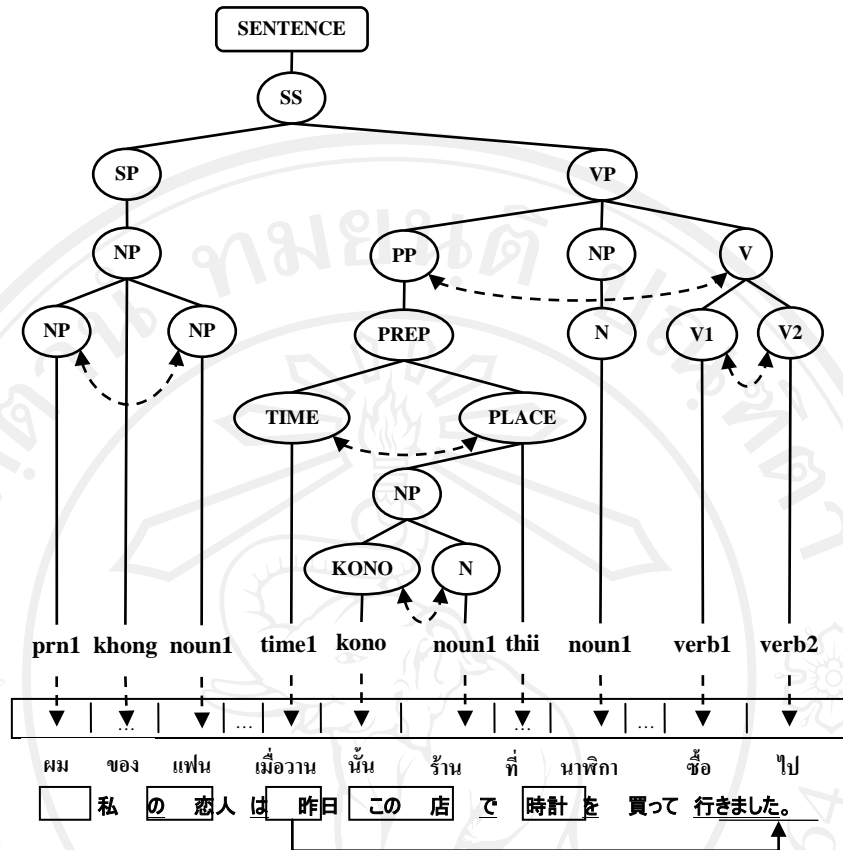 SENTENCE
SS
SP VP
NP PP NP V
NP NP PREP N V1 V2
TIME PLACE
NP
KONO N
prn1 khong noun1 time1 kono noun1 thii noun1 verb1 verb2
... ... ... ...
ผม ของ แฟน เมื่อวาน นั้น ร้าน ที่ นาฬิกา ซื้อ ไป
私 の 恋人 は 昨日 この 店 で 時計 を 買って 行きました。